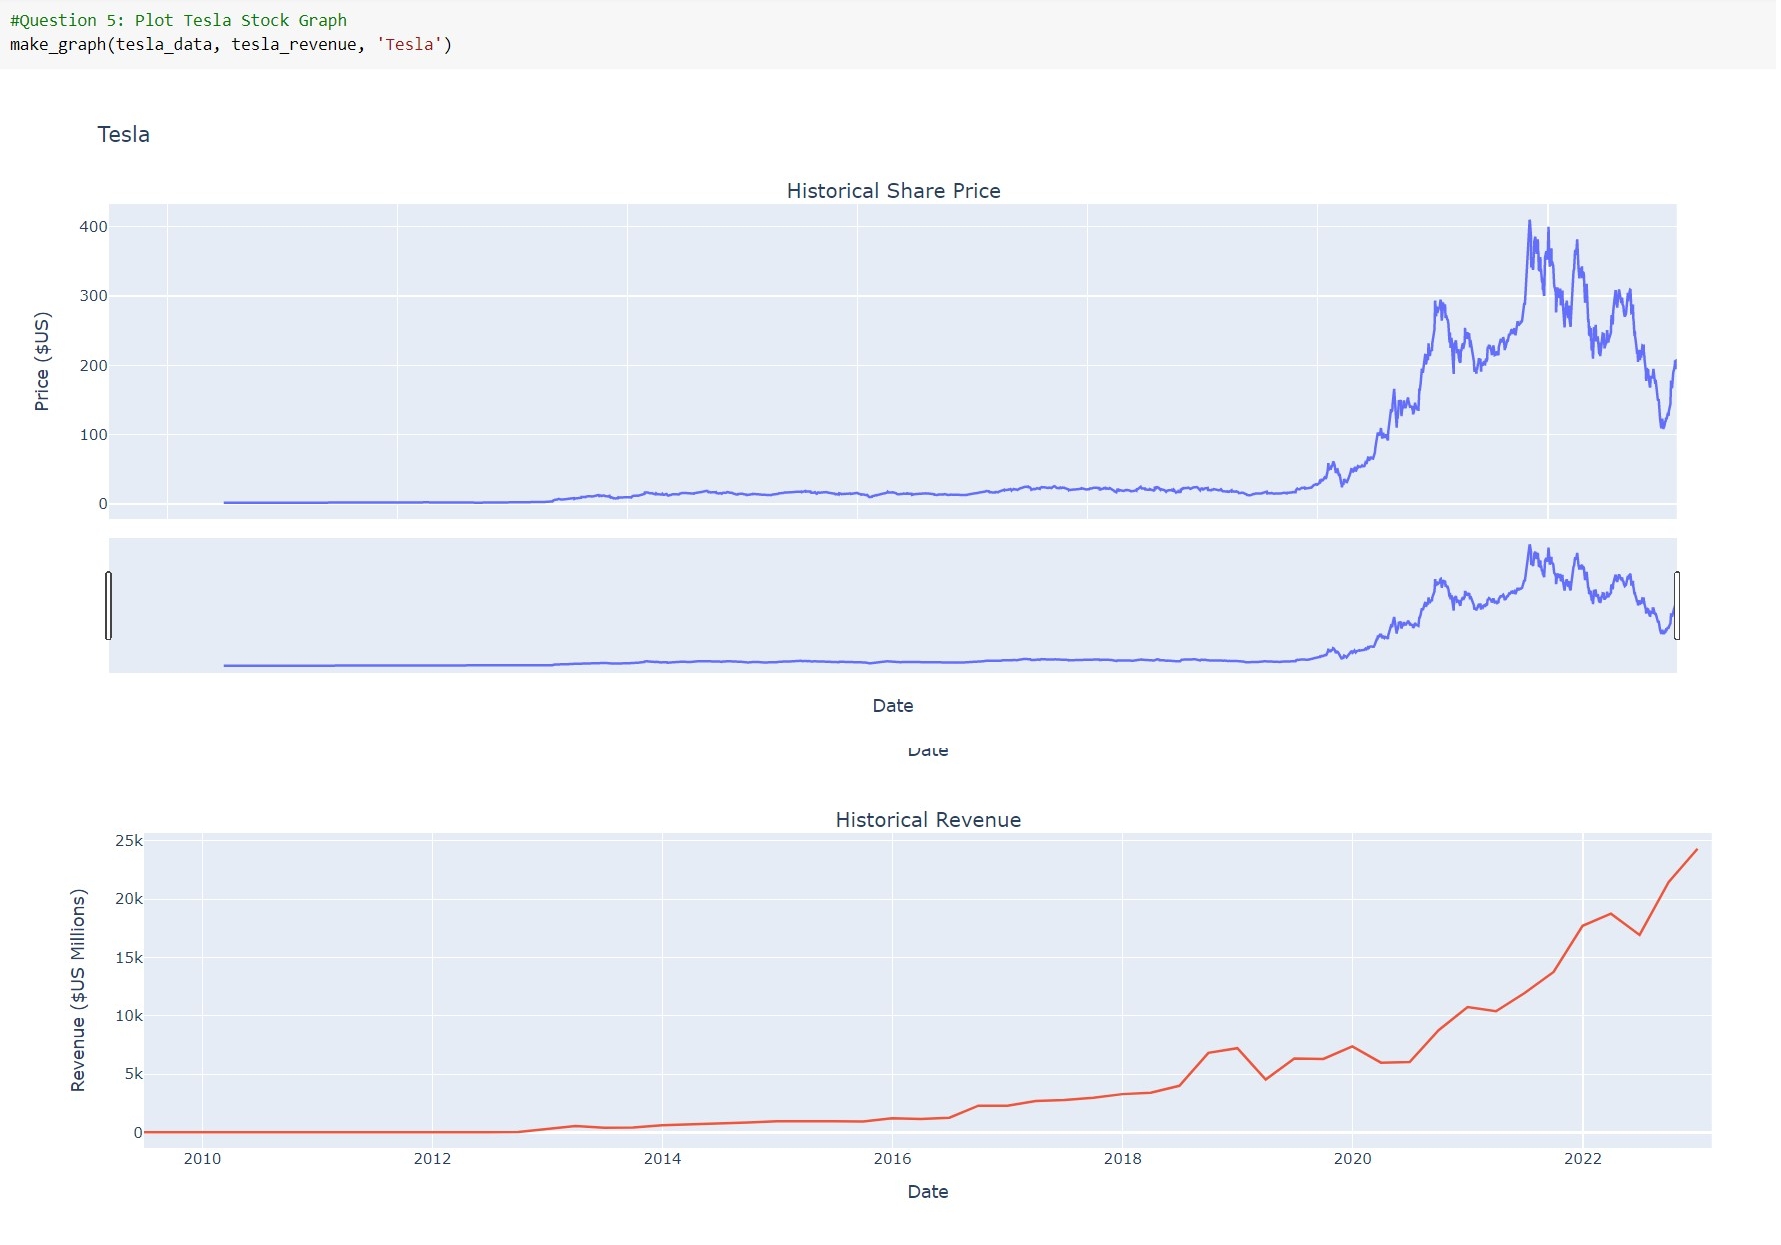 #Question 5: Plot Tesla Stock Graph
make_graph(tesla_data, tesla_revenue, 'Tesla')
Tesla
Historical Share Price
400
300
200
100
0
Price ($US)
Date
Date
Historical Revenue
25k
20k
15k
10k
5k
0
Revenue ($US Millions)
2010 2012 2014 2016 2018 2020 2022
Date